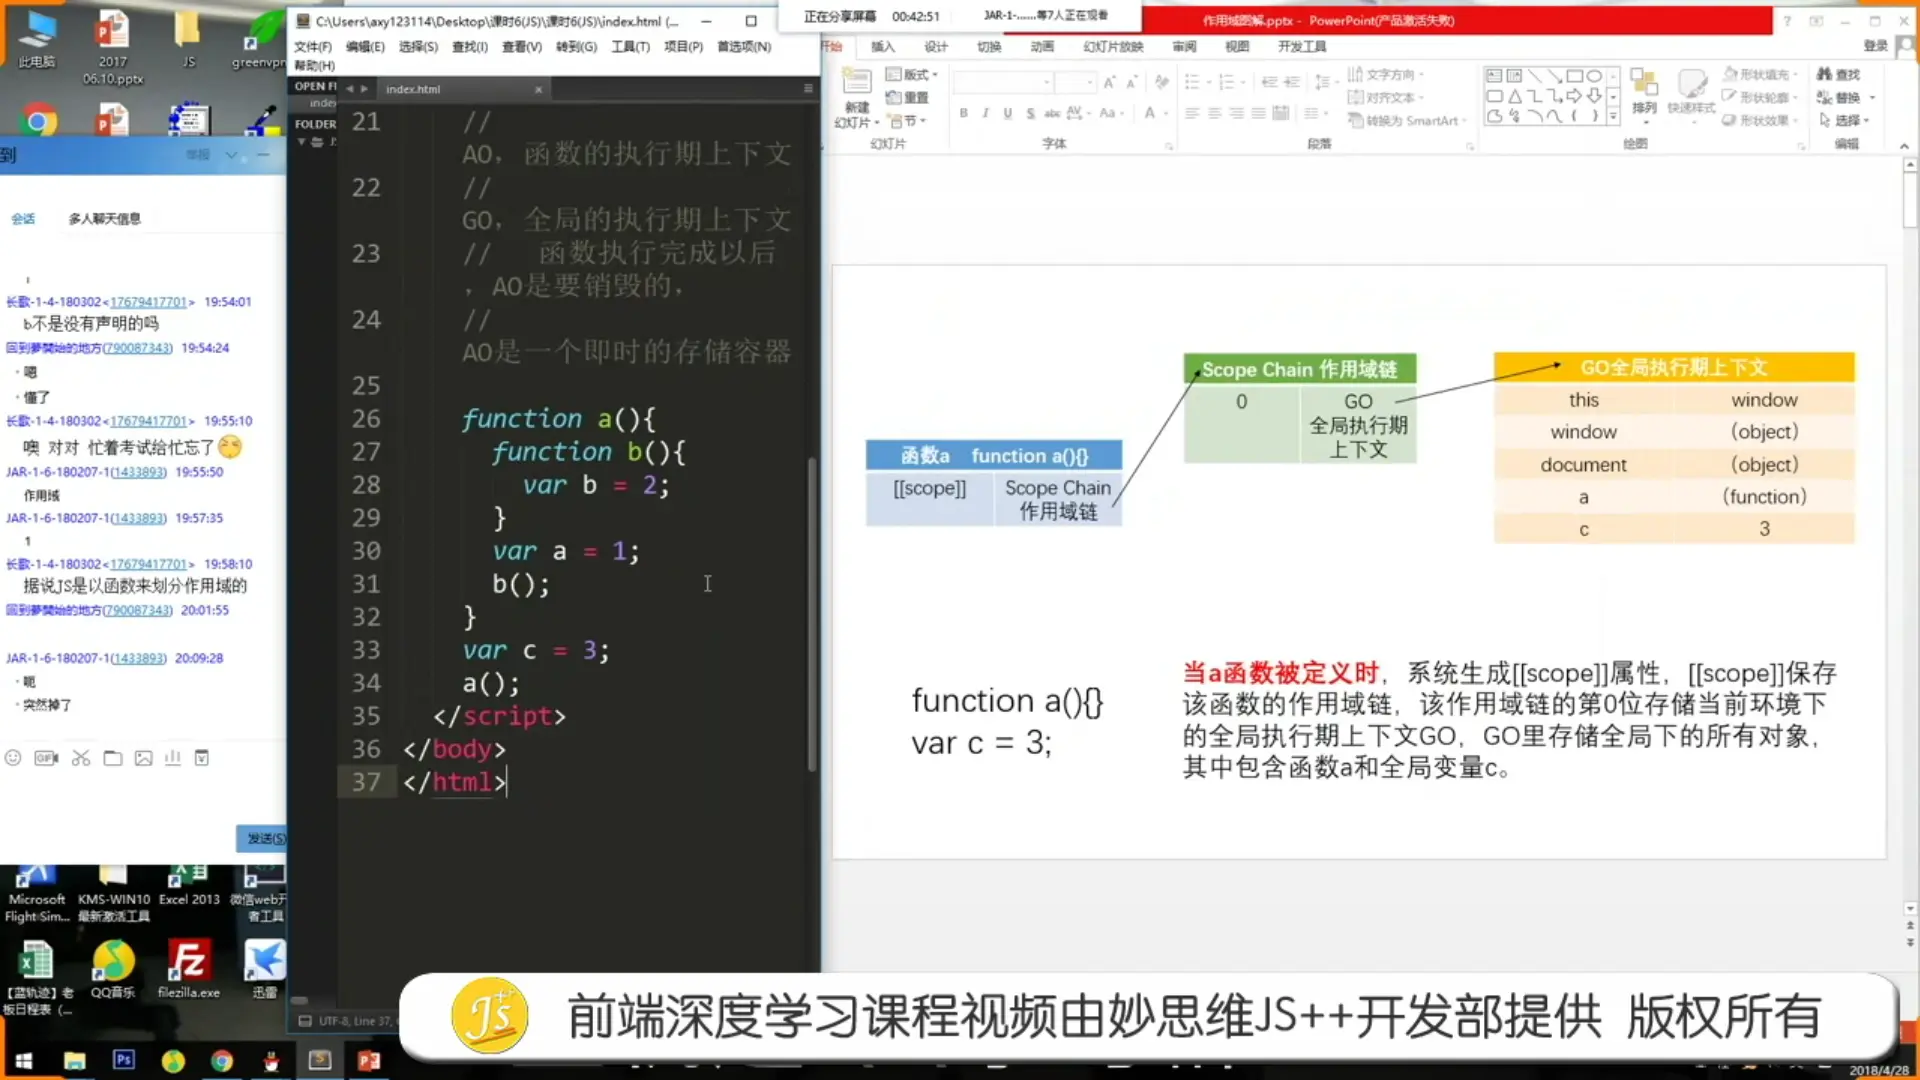 此电脑
2017
06.10.pptx
JS
greenvpn
举报
会话
多人聊天信息
长歌-1-4-180302<17679417701> 19:54:01
b不是没有声明的吗
回到夢開始的地方(790087343) 19:54:24
嗯
懂了
长歌-1-4-180302<17679417701> 19:55:10
噢 对对 忙着考试给忙忘了
JAR-1-6-180207-1(1433893) 19:55:50
作用域
JAR-1-6-180207-1(1433893) 19:57:35
1
长歌-1-4-180302<17679417701> 19:58:10
据说JS是以函数来划分作用域的
回到夢開始的地方(790087343) 20:01:55
JAR-1-6-180207-1(1433893) 20:09:28
呃
突然掉了
发送(S)
Microsoft
Flight Sim...
KMS-WIN10
最新激活工具
Excel 2013
微信web开
者工具
【蓝轨迹】老
板日程表 (...
QQ音乐
filezilla.exe
迅雷
C:\Users\axy123114\Desktop\课时6(JS)\课时6(JS)\index.html (...
文件(F) 编辑(E) 选择(S) 查找(I) 查看(V) 转到(G) 工具(T) 项目(P) 首选项(N)
帮助(H)
OPEN FI
index
FOLDER
index.html
21 //
AO，函数的执行期上下文
22 //
GO，全局的执行期上下文
23 // 函数执行完成以后
，AO是要销毁的，
24 //
AO是一个即时的存储容器
25
26 function a(){
27 function b(){
28 var b = 2;
29 }
30 var a = 1;
31 b();
32 }
33 var c = 3;
34 a();
35 </script>
36 </body>
37 </html>
UTF-8, Line 37,
正在分享屏幕 00:42:51 JAR-1-......等7人正在观看
作用域图解.pptx - PowerPoint(产品激活失败)
登录
开始 插入 设计 切换 动画 幻灯片放映 审阅 视图 开发工具
新建
幻灯片
版式
重置
节
幻灯片
字体
文字方向
对齐文本
转换为 SmartArt
段落
排列
快速样式
形状填充
形状轮廓
形状效果
绘图
查找
替换
选择
编辑
函数a function a(){}
[[scope]]
Scope Chain
作用域链
Scope Chain 作用域链
0
GO
全局执行期
上下文
GO全局执行期上下文
this window
window （object）
document （object）
a （function）
c 3
function a(){}
var c = 3;
当a函数被定义时，系统生成[[scope]]属性，[[scope]]保存
该函数的作用域链，该作用域链的第0位存储当前环境下
的全局执行期上下文GO，GO里存储全局下的所有对象，
其中包含函数a和全局变量c。
JS++
前端深度学习课程视频由妙思维JS++开发部提供 版权所有
2018/4/28